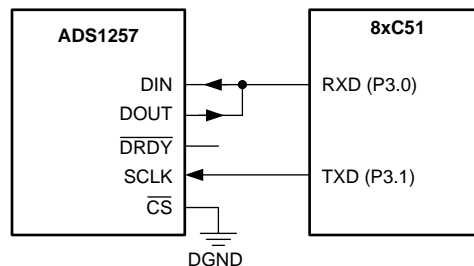 ADS1257
8xC51
DIN
RXD (P3.0)
DOUT
DRDY
SCLK
TXD (P3.1)
CS
DGND